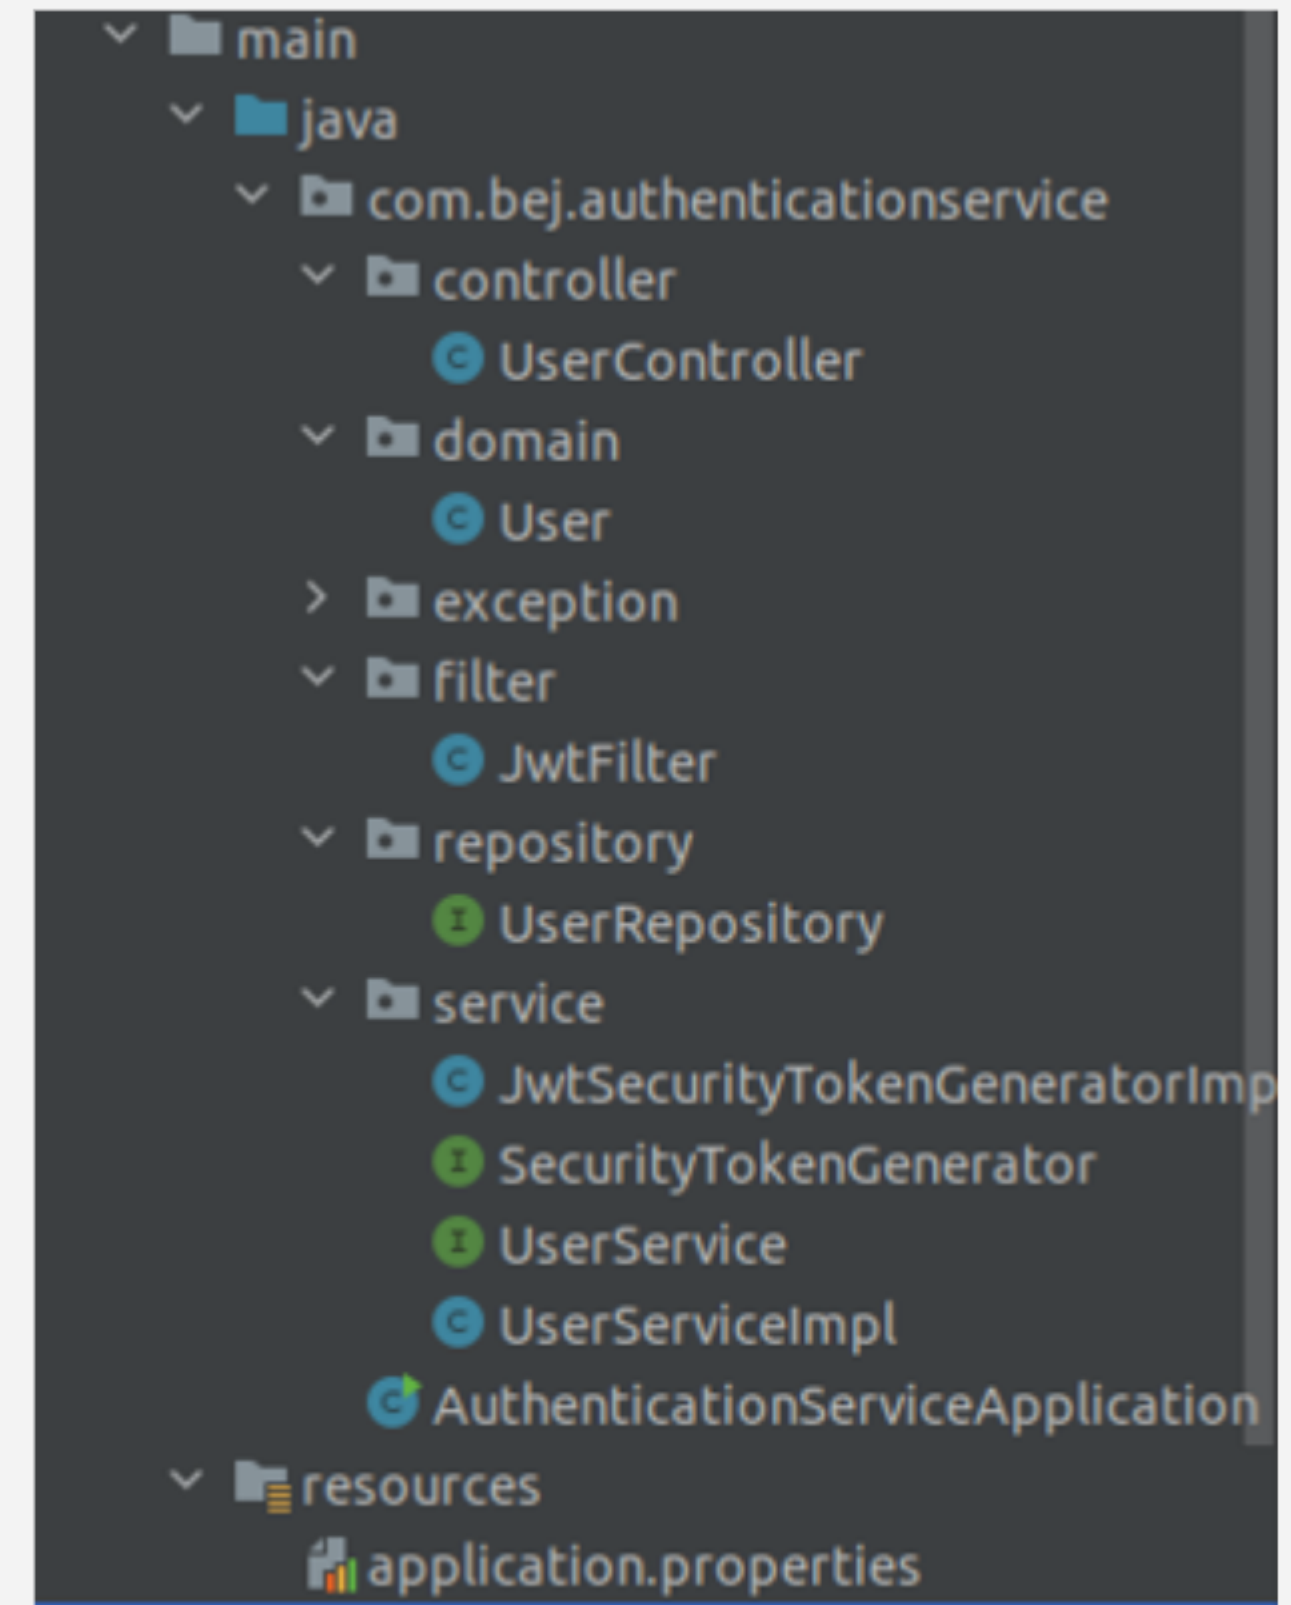 main
java
com.bej.authenticationservice
controller
UserController
domain
User
exception
filter
JwtFilter
repository
UserRepository
service
JwtSecurityTokenGeneratorImp
SecurityTokenGenerator
UserService
UserServiceImpl
AuthenticationServiceApplication
resources
application.properties